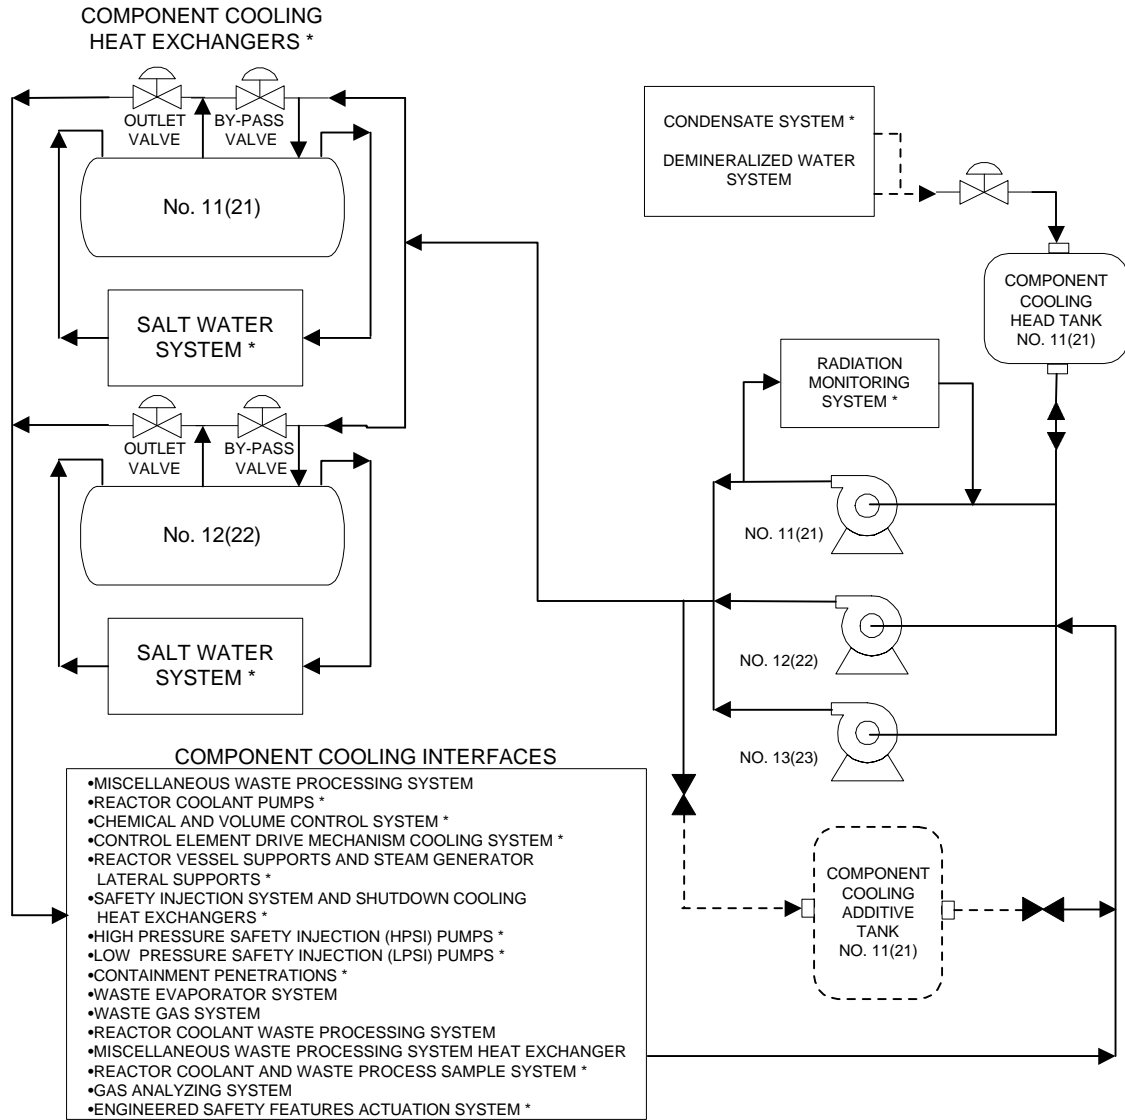 COMPONENT COOLING
HEAT EXCHANGERS *
OUTLET
VALVE
BY-PASS
VALVE
No. 11(21)
SALT WATER
SYSTEM *
OUTLET
VALVE
BY-PASS
VALVE
No. 12(22)
SALT WATER
SYSTEM *
CONDENSATE SYSTEM *
DEMINERALIZED WATER
SYSTEM
COMPONENT
COOLING
HEAD TANK
NO. 11(21)
RADIATION
MONITORING
SYSTEM *
NO. 11(21)
NO. 12(22)
NO. 13(23)
COMPONENT
COOLING
ADDITIVE
TANK
NO. 11(21)
COMPONENT COOLING INTERFACES
•MISCELLANEOUS WASTE PROCESSING SYSTEM
•REACTOR COOLANT PUMPS *
•CHEMICAL AND VOLUME CONTROL SYSTEM *
•CONTROL ELEMENT DRIVE MECHANISM COOLING SYSTEM *
•REACTOR VESSEL SUPPORTS AND STEAM GENERATOR
LATERAL SUPPORTS *
•SAFETY INJECTION SYSTEM AND SHUTDOWN COOLING
HEAT EXCHANGERS *
•HIGH PRESSURE SAFETY INJECTION (HPSI) PUMPS *
•LOW PRESSURE SAFETY INJECTION (LPSI) PUMPS *
•CONTAINMENT PENETRATIONS *
•WASTE EVAPORATOR SYSTEM
•WASTE GAS SYSTEM
•REACTOR COOLANT WASTE PROCESSING SYSTEM
•MISCELLANEOUS WASTE PROCESSING SYSTEM HEAT EXCHANGER
•REACTOR COOLANT AND WASTE PROCESS SAMPLE SYSTEM *
•GAS ANALYZING SYSTEM
•ENGINEERED SAFETY FEATURES ACTUATION SYSTEM *